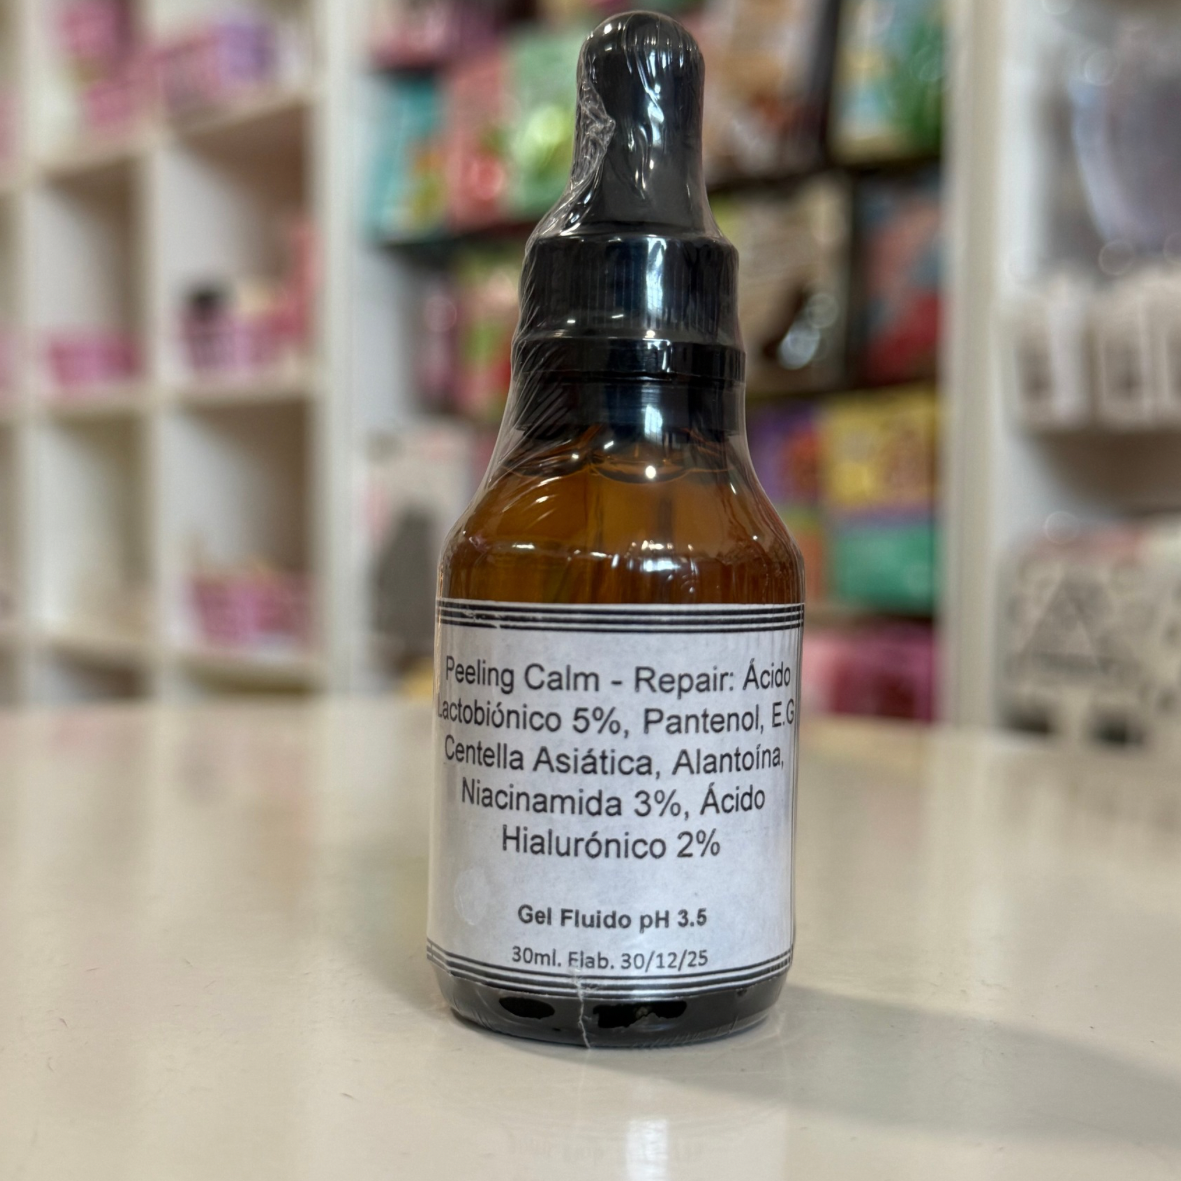 Peeling Calm - Repair: Ácido
Lactobiónico 5%, Pantenol, E.G
Centella Asiática, Alantoína,
Niacinamida 3%, Ácido
Hialurónico 2%
Gel Fluido pH 3.5
30ml. Elab. 30/12/25